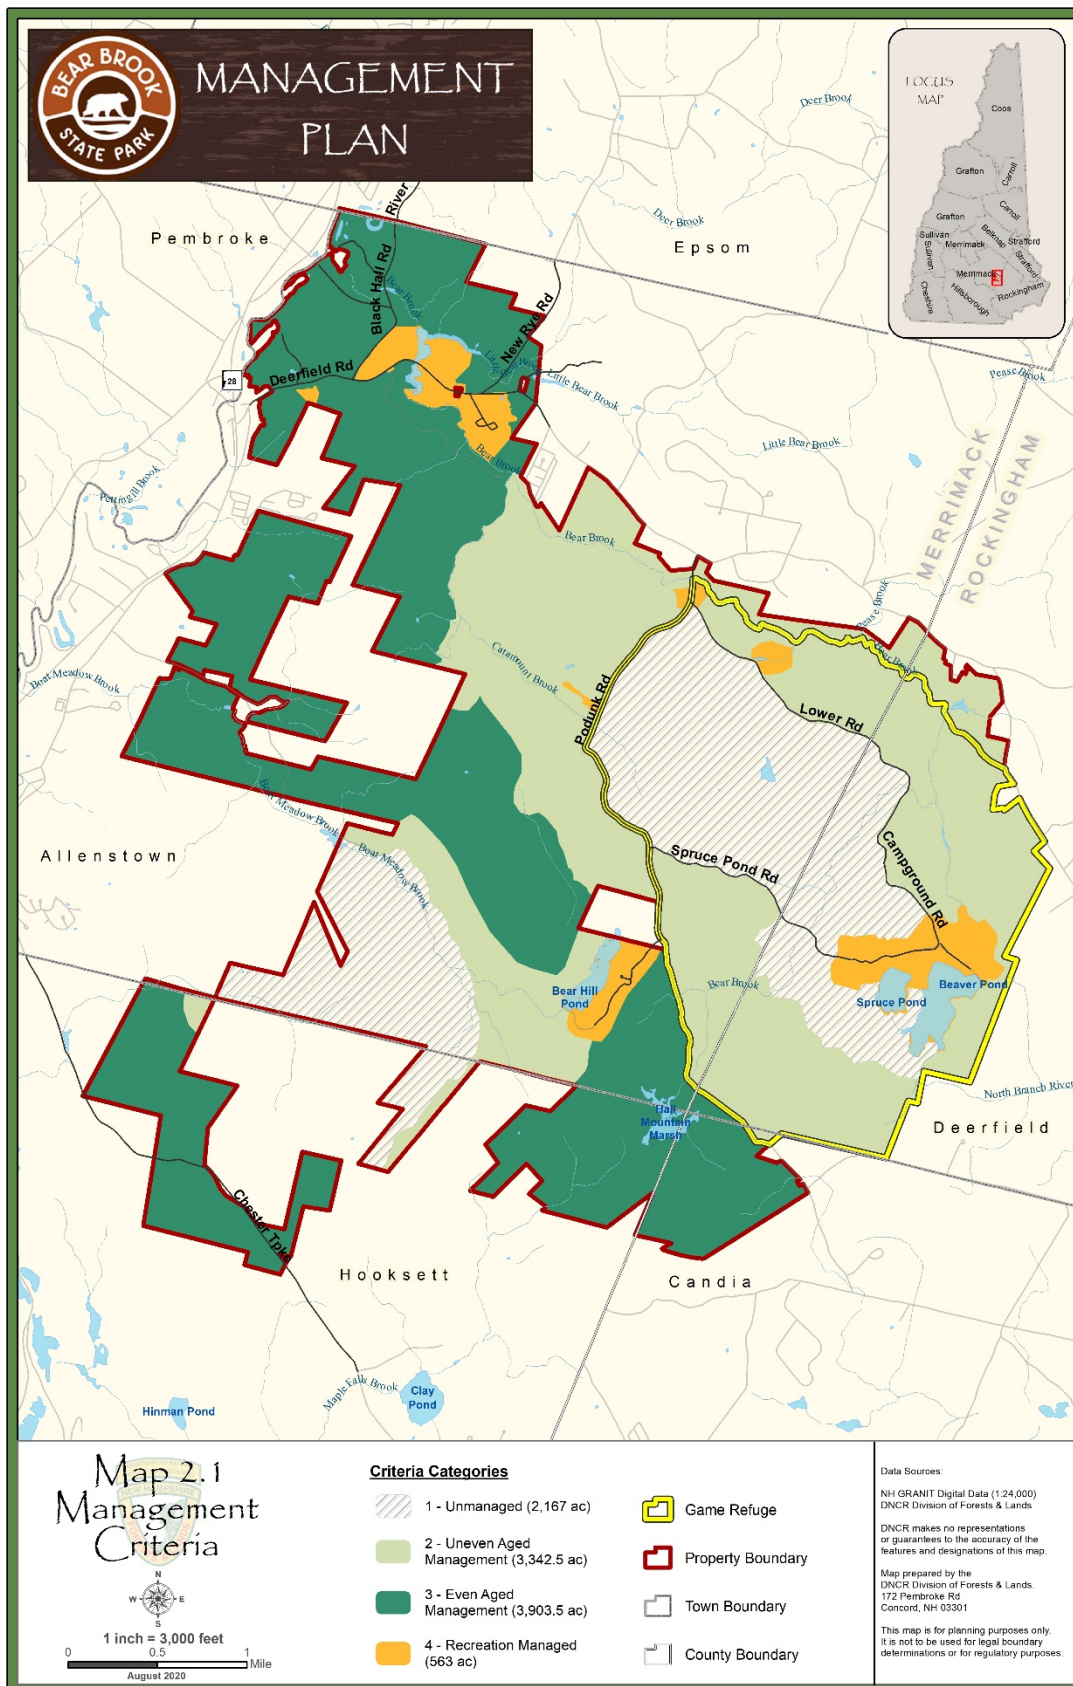 BEAR BROOK
STATE PARK
MANAGEMENT
PLAN
LOCUS
MAP
Coos
Grafton
Carroll
Grafton
Carroll
Belknap
Sullivan
Strafford
Sullivan
Merrimack
Strafford
Merrimack
Cheshire
Hillsborough
Rockingham
Deer Brook
Deer Brook
River
Pembroke
Epsom
Black Hall Rd
Bear Brook
New Rye Rd
Deerfield Rd
28
Little Bear Brook
Pease Brook
Little Bear Brook
Bear Brook
Pettingill Brook
MERRIMACK
ROCKINGHAM
Bear Brook
Pease Brook
Bear Brook
Catamount Brook
Boat Meadow Brook
Podunk Rd
Lower Rd
Boat Meadow Brook
Boat Meadow Brook
Spruce Pond Rd
Campground Rd
Allenstown
Bear Brook
Beaver Pond
Bear Hill
Pond
Spruce Pond
North Branch River
Hall
Mountain
Marsh
Deerfield
Chester Tpke
Hooksett
Candia
Maple Falls Brook
Clay
Pond
Hinman Pond
Map 2.1
Management
Criteria
N
W
E
S
1 inch = 3,000 feet
0
0.5
1
Mile
August 2020
Criteria Categories
1 - Unmanaged (2,167 ac)
2 - Uneven Aged
Management (3,342.5 ac)
3 - Even Aged
Management (3,903.5 ac)
4 - Recreation Managed
(563 ac)
Game Refuge
Property Boundary
Town Boundary
County Boundary
Data Sources:
NH GRANIT Digital Data (1:24,000)
DNCR Division of Forests & Lands
DNCR makes no representations
or guarantees to the accuracy of the
features and designations of this map.
Map prepared by the
DNCR Division of Forests & Lands.
172 Pembroke Rd
Concord, NH 03301
This map is for planning purposes only.
It is not to be used for legal boundary
determinations or for regulatory purposes.